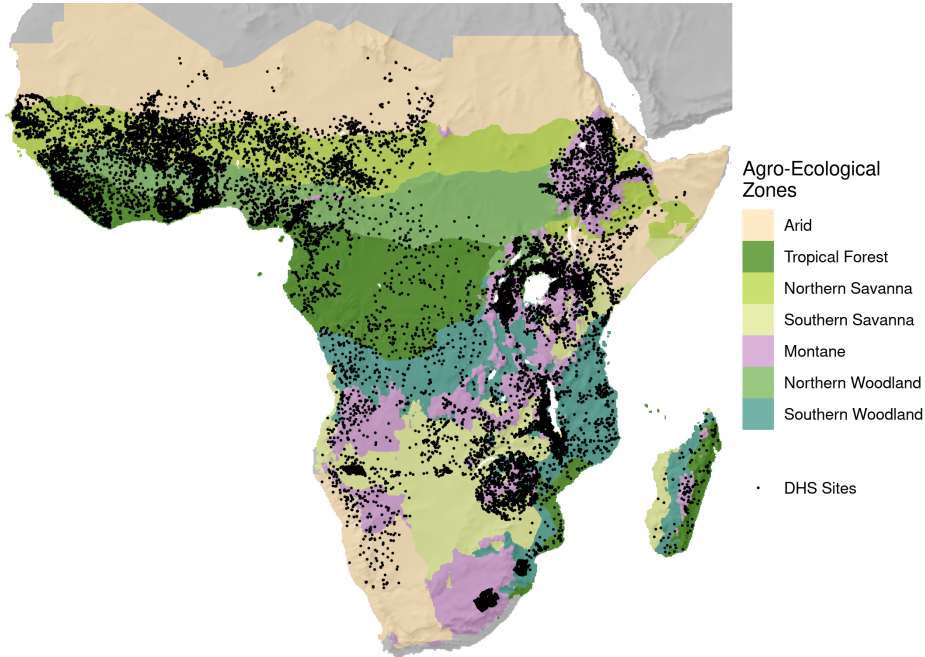 Agro-Ecological
Zones
Arid
Tropical Forest
Northern Savanna
Southern Savanna
Montane
Northern Woodland
Southern Woodland
DHS Sites